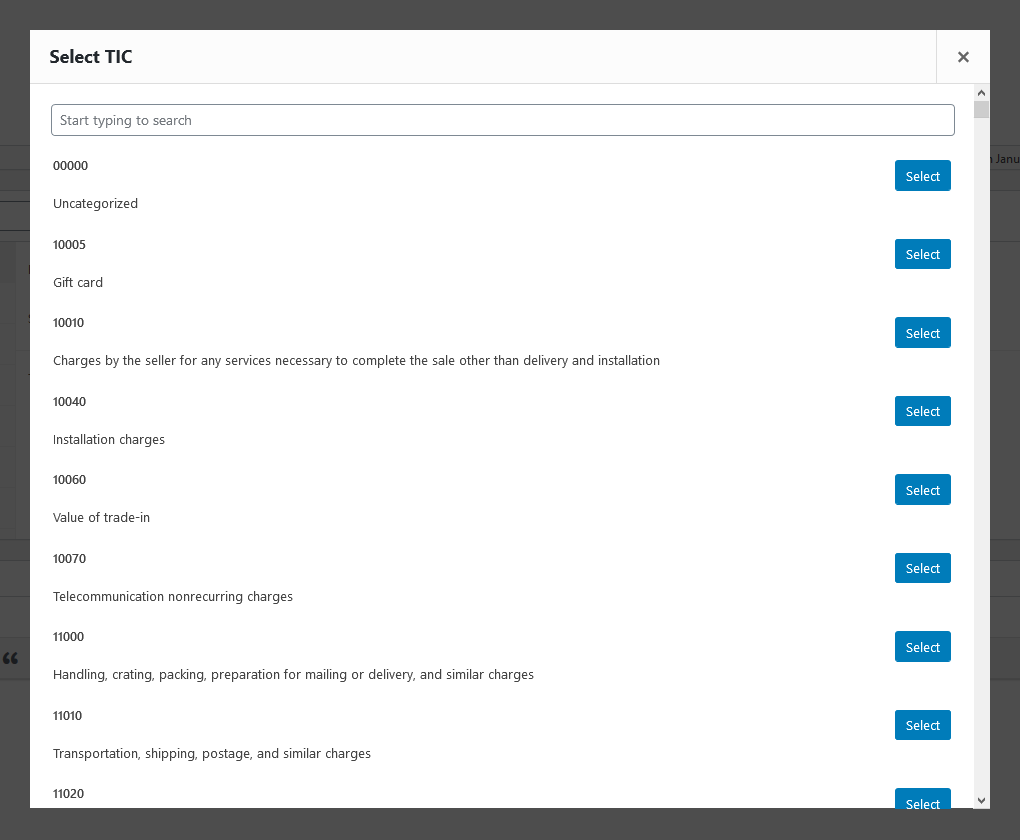 Select TIC
Start typing to search
00000
Select
Uncategorized
10005
Select
Gift card
10010
Select
Charges by the seller for any services necessary to complete the sale other than delivery and installation
10040
Select
Installation charges
10060
Select
Value of trade-in
10070
Select
Telecommunication nonrecurring charges
11000
Select
Handling, crating, packing, preparation for mailing or delivery, and similar charges
11010
Select
Transportation, shipping, postage, and similar charges
11020
Select